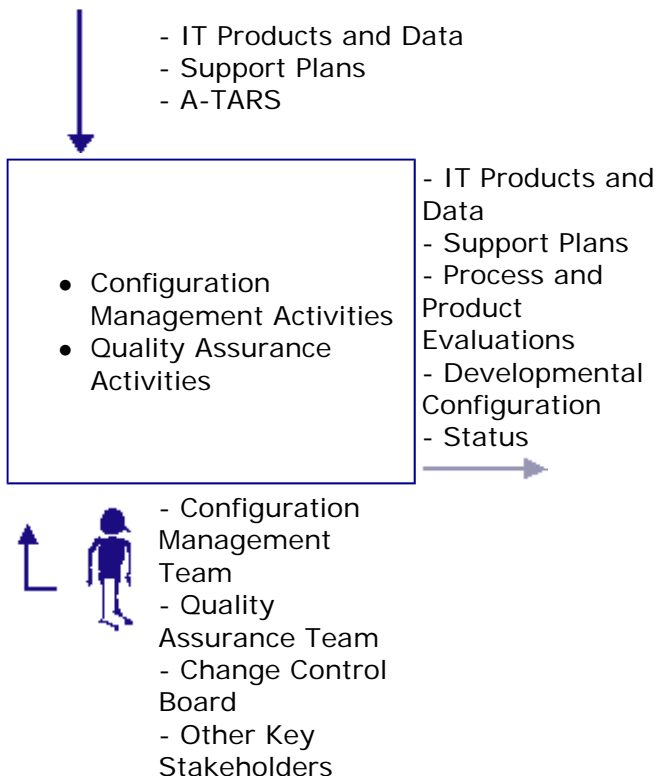 - IT Products and Data
- Support Plans
- A-TARS
● Configuration
Management Activities
● Quality Assurance
Activities
- IT Products and
Data
- Support Plans
- Process and
Product
Evaluations
- Developmental
Configuration
- Status
- Configuration
Management
Team
- Quality
Assurance Team
- Change Control
Board
- Other Key
Stakeholders